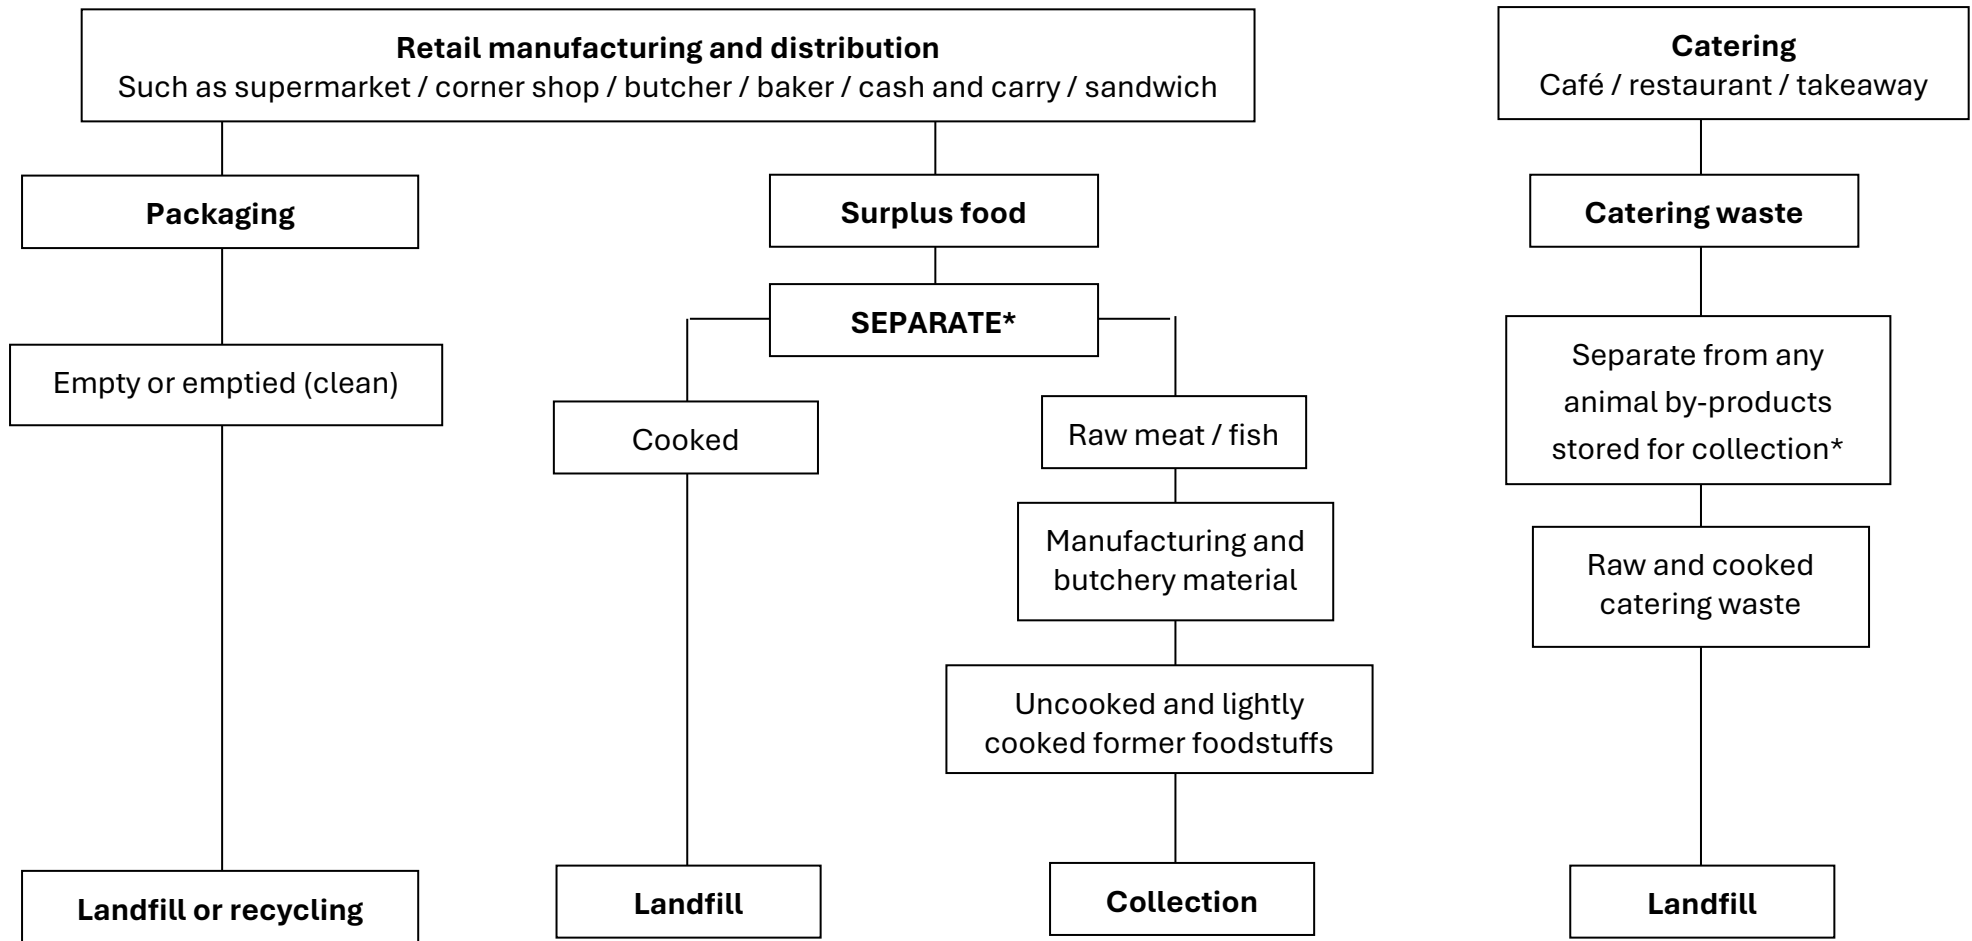 Retail manufacturing and distribution
Such as supermarket / corner shop / butcher / baker / cash and carry / sandwich
Packaging
Empty or emptied (clean)
Landfill or recycling
Surplus food
SEPARATE*
Cooked
Landfill
Raw meat / fish
Manufacturing and
butchery material
Uncooked and lightly
cooked former foodstuffs
Collection
Catering
Café / restaurant / takeaway
Catering waste
Separate from any
animal by-products
stored for collection*
Raw and cooked
catering waste
Landfill